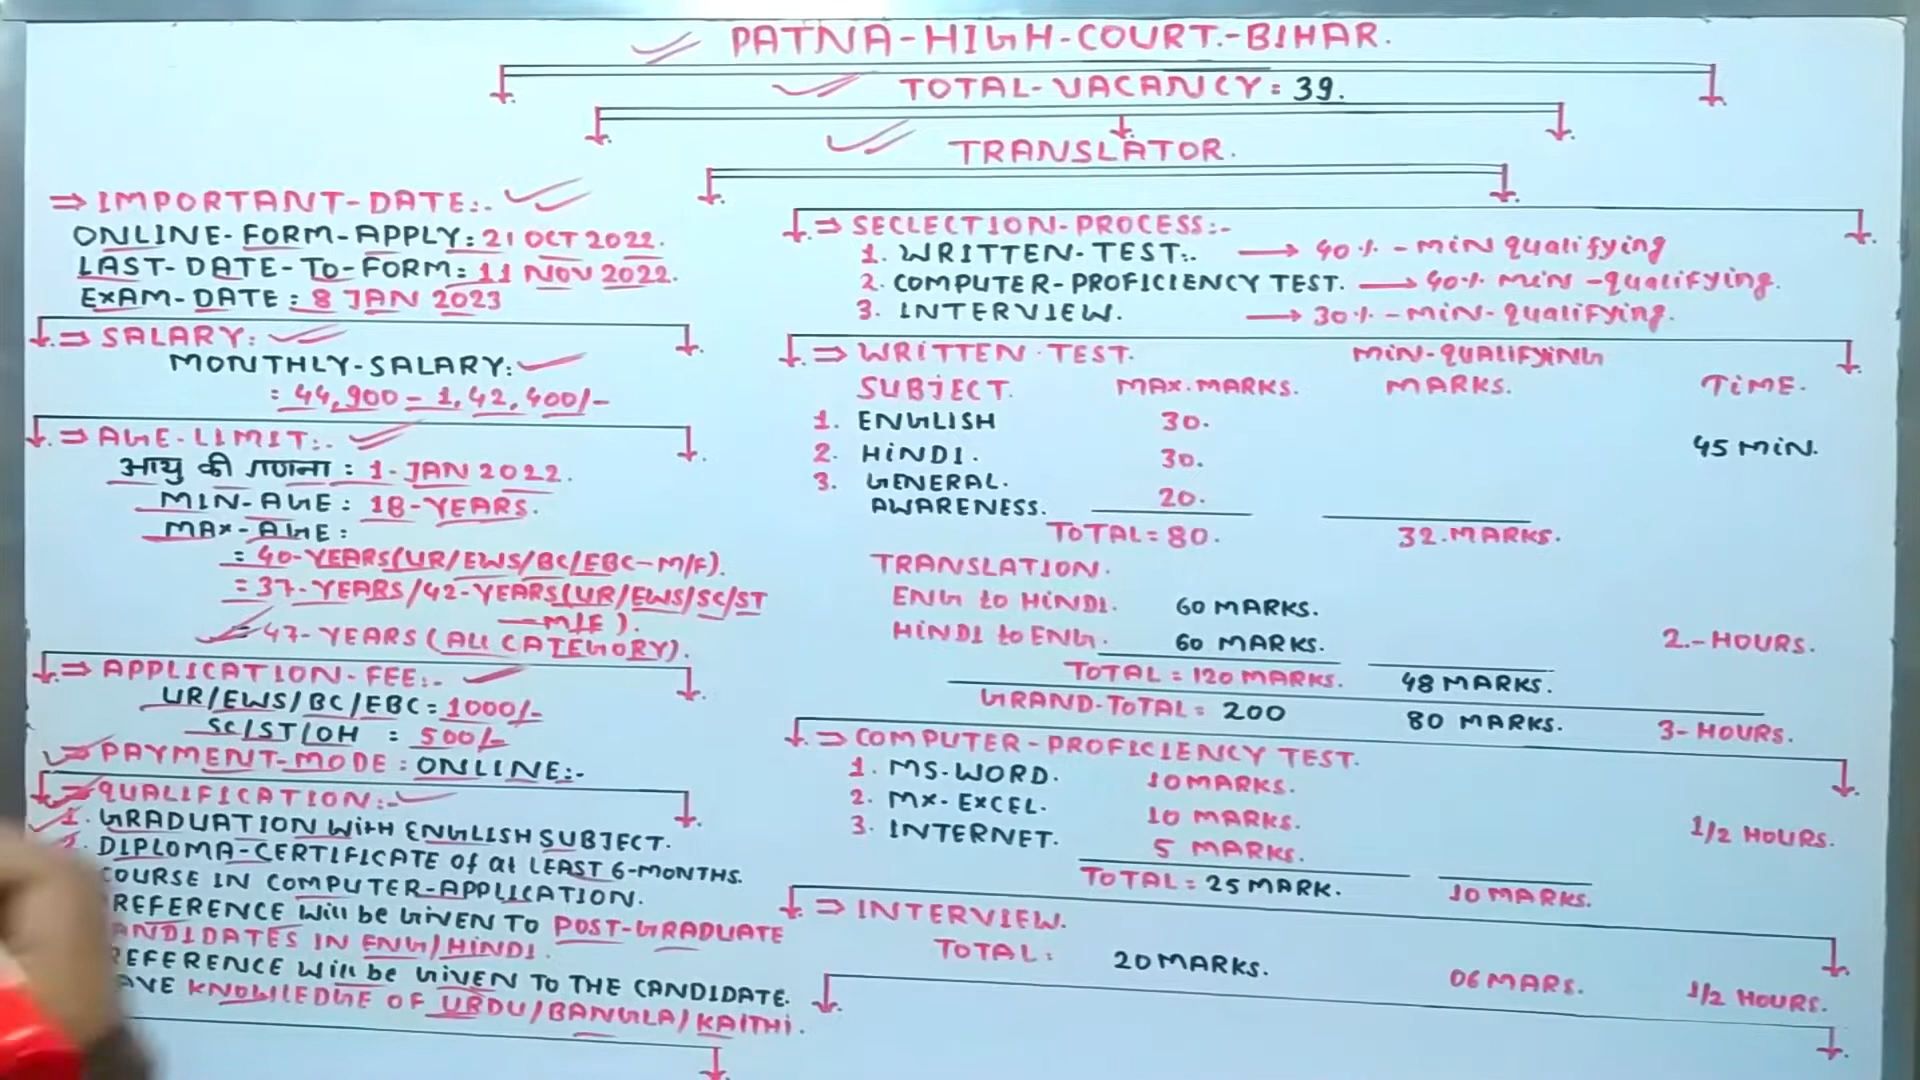 PATNA-HIGH-COURT.-BIHAR.
TOTAL-VACANCY: 39.
TRANSLATOR.
⇒ IMPORTANT-DATE:-.
ONLINE-FORM-APPLY: 21 OCT 2022.
LAST-DATE-TO-FORM: 11 NOV 2022.
EXAM-DATE: 8 JAN 2023
⇒ SALARY:
MONTHLY-SALARY:
= 44,900 - 1,42,400/-
⇒ AGE-LIMIT:.
आयु की गणना : 1-JAN 2022.
MIN-AGE: 18-YEARS.
MAX-AGE:
= 40-YEARS (UR/EWS/BC/EBC-M/F).
= 37-YEARS/42-YEARS (UR/EWS/SC/ST
-M/F).
= 47-YEARS (ALL CATEGORY).
⇒ APPLICATION-FEE:-
UR/EWS/BC/EBC = 1000/-
SC/ST/OH = 500/-
⇒ PAYMENT-MODE: ONLINE:-
⇒ QUALIFICATION:-
1. GRADUATION WITH ENGLISH SUBJECT.
2. DIPLOMA-CERTIFICATE of at LEAST 6-MONTHS.
COURSE IN COMPUTER-APPLICATION.
REFERENCE Will be GIVEN TO POST-GRADUATE
ANDIDATES IN ENG/HINDI.
REFERENCE Will be GIVEN TO THE CANDIDATE.
AVE KNOWLEDGE OF URDU/BANGLA/KAITHI.
⇒ SECLECTION-PROCESS:-
1. WRITTEN-TEST:. → 40% - MIN qualifying
2. COMPUTER-PROFICIENCY TEST. → 40% MIN -qualifying.
3. INTERVIEW. → 30% - MIN-qualifying.
⇒ WRITTEN TEST. MIN-QUALIFYING
SUBJECT. MAX.MARKS. MARKS. TIME.
1. ENGLISH 30.
2. HINDI. 30. 45 MIN.
3. GENERAL.
AWARENESS. 20.
TOTAL = 80. 32.MARKS.
TRANSLATION.
ENG to HINDI. 60 MARKS.
HINDI to ENG. 60 MARKS. 2.-HOURS.
TOTAL = 120 MARKS. 48 MARKS.
GRAND-TOTAL = 200 80 MARKS. 3-HOURS.
⇒ COMPUTER-PROFICIENCY TEST.
1. MS-WORD. 10 MARKS.
2. MX-EXCEL. 10 MARKS. 1/2 HOURS.
3. INTERNET. 5 MARKS.
TOTAL = 25 MARK. 10 MARKS.
⇒ INTERVIEW.
TOTAL: 20 MARKS. 06 MARS. 1/2 HOURS.